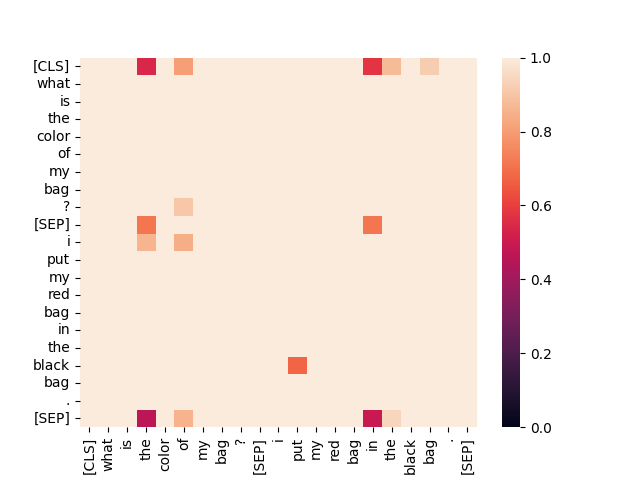 [CLS]
what
is
the
color
of
my
bag
?
[SEP]
i
put
my
red
bag
in
the
black
bag
.
[SEP]
[CLS]
what
is
the
color
of
my
bag
?
[SEP]
i
put
my
red
bag
in
the
black
bag
.
[SEP]
1.0
0.8
0.6
0.4
0.2
0.0